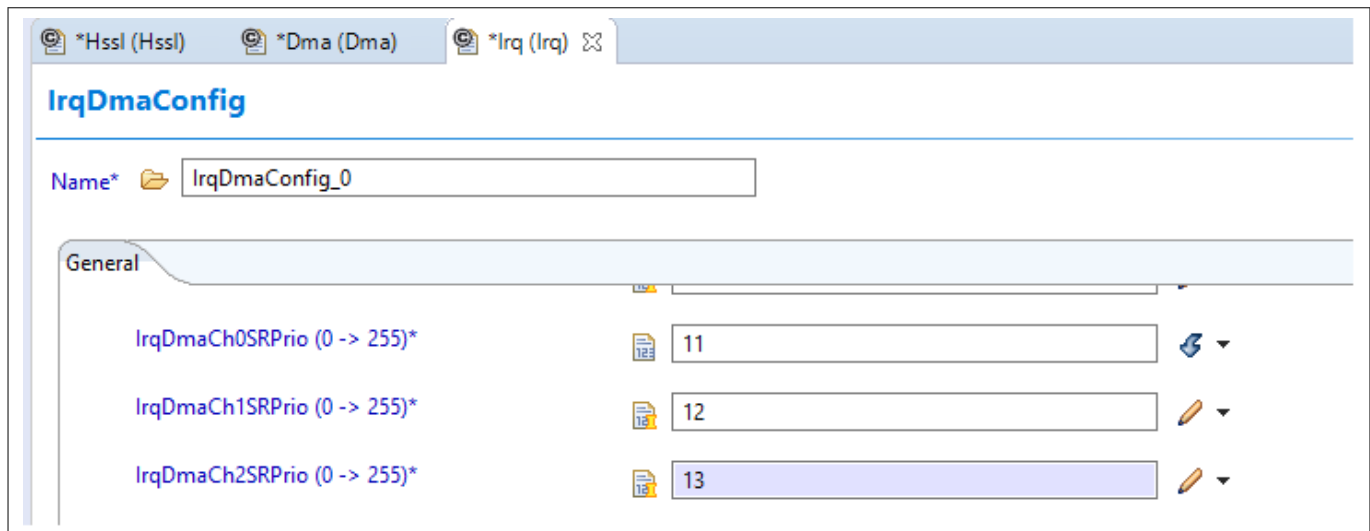 *Hssl (Hssl) *Dma (Dma) *Irq (Irq)
IrqDmaConfig
Name* IrqDmaConfig_0
General
IrqDmaCh0SRPrio (0 -> 255)* 11
IrqDmaCh1SRPrio (0 -> 255)* 12
IrqDmaCh2SRPrio (0 -> 255)* 13